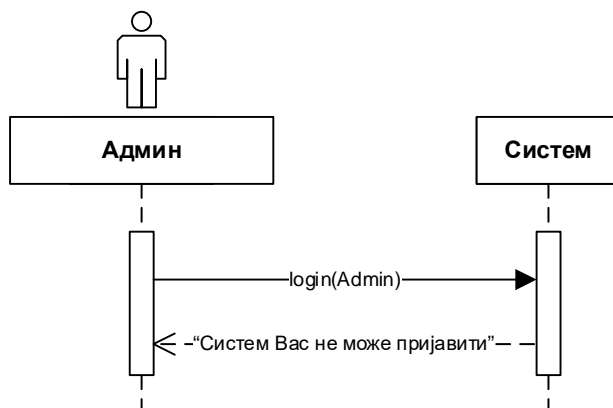 Админ
Систем
login(Admin)
“Систем Вас не може пријавити”